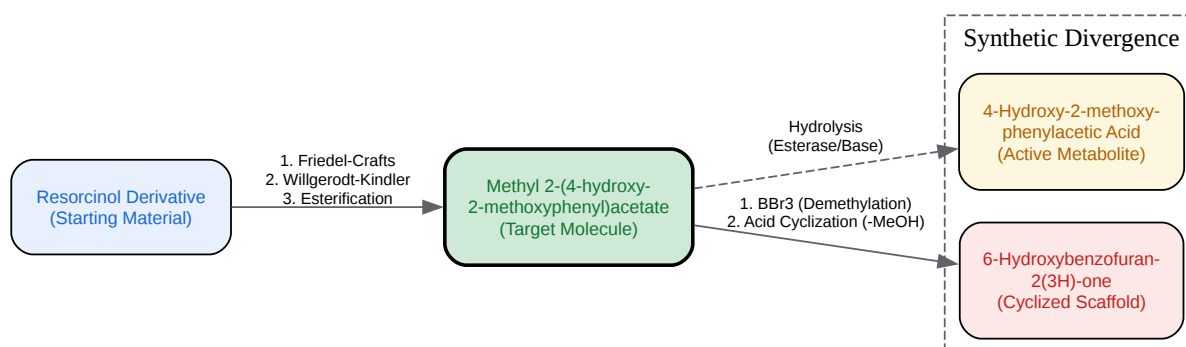 Synthetic Divergence
Resorcinol Derivative
(Starting Material)
1. Friedel-Crafts
2. Willgerodt-Kindler
3. Esterification
Methyl 2-(4-hydroxy-
2-methoxyphenyl)acetate
(Target Molecule)
Hydrolysis
(Esterase/Base)
1. BBr3 (Demethylation)
2. Acid Cyclization (-MeOH)
4-Hydroxy-2-methoxy-
phenylacetic Acid
(Active Metabolite)
6-Hydroxybenzofuran-
2(3H)-one
(Cyclized Scaffold)